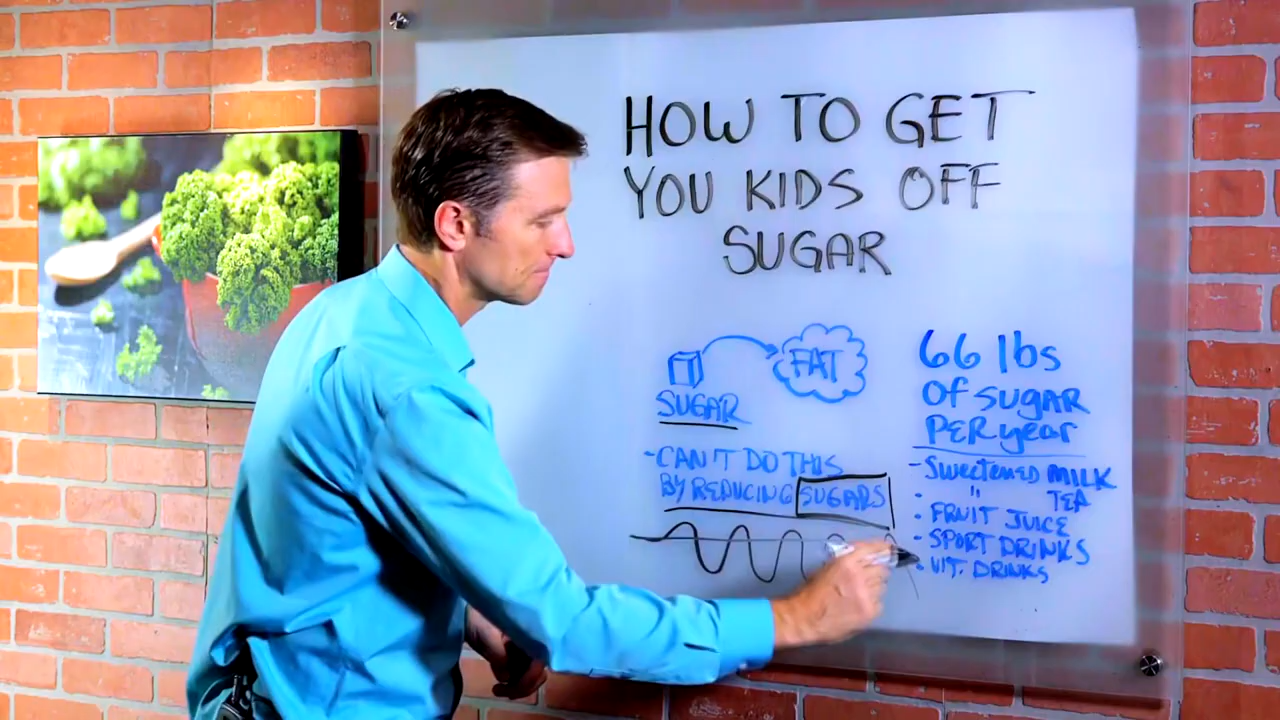 HOW TO GET
YOU KIDS OFF
SUGAR
FAT
SUGAR
-CAN'T DO THIS
BY REDUCING SUGARS
66 lbs
OF SUGAR
PER year
- Sweetened MILK
· " TEA
· FRUIT JUICE
· SPORT DRINKS
· VIT. DRINKS